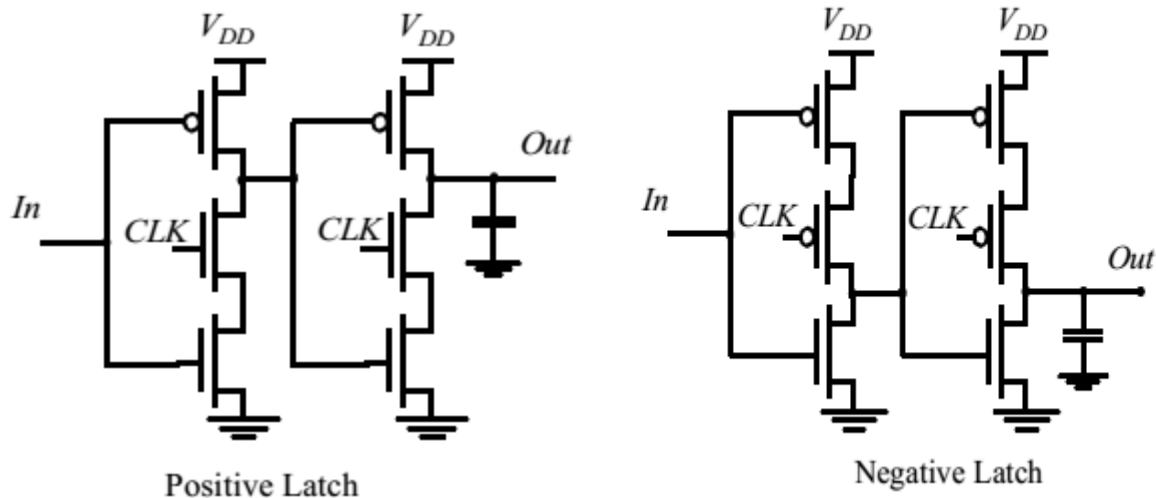 V_DD
V_DD
In
CLK
CLK
Out
Positive Latch
V_DD
V_DD
In
CLK
CLK
Out
Negative Latch